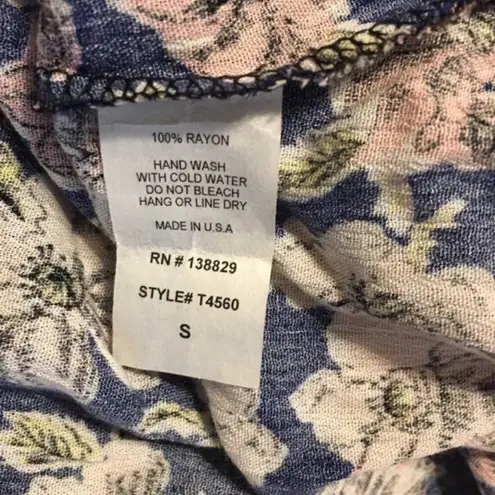 100% RAYON
HAND WASH
WITH COLD WATER
DO NOT BLEACH
HANG OR LINE DRY
MADE IN U.S.A
RN # 138829
STYLE# T4560
S